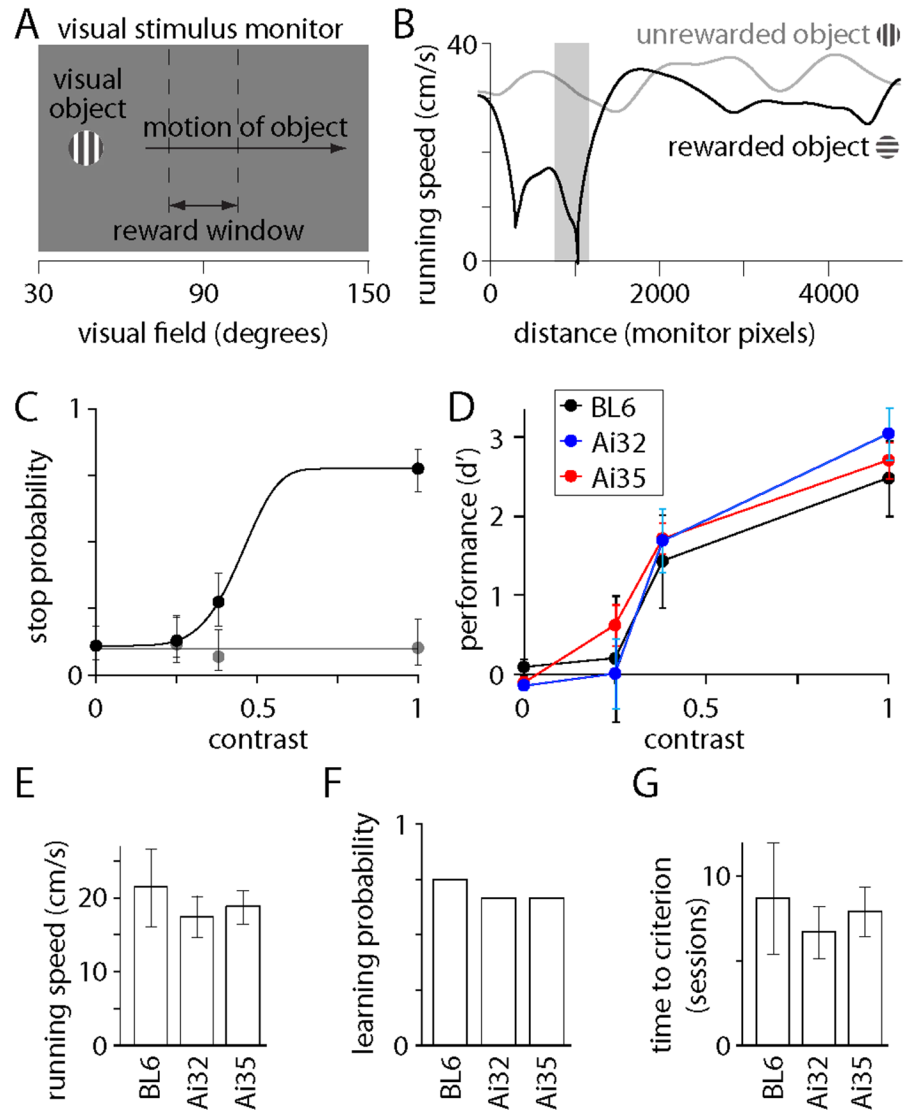 A
visual stimulus monitor
visual
object
motion of object
reward window
30
90
150
visual field (degrees)
B
running speed (cm/s)
40
0
unrewarded object
rewarded object
0
2000
4000
distance (monitor pixels)
C
stop probability
1
0
0
0.5
1
contrast
D
performance (d′)
BL6
Ai32
Ai35
3
2
1
0
0
0.5
1
contrast
E
running speed (cm/s)
20
10
0
BL6
Ai32
Ai35
F
learning probability
1
0
BL6
Ai32
Ai35
G
time to criterion
(sessions)
10
0
BL6
Ai32
Ai35